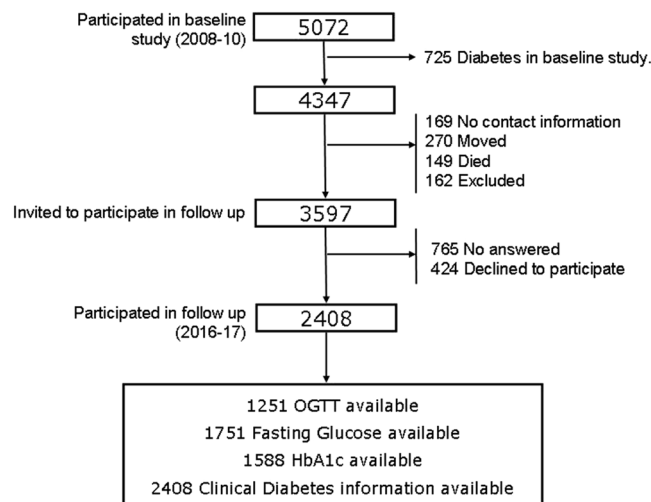 Participated in baseline
study (2008-10)
5072
725 Diabetes in baseline study.
4347
169 No contact information
270 Moved
149 Died
162 Excluded
Invited to participate in follow up
3597
765 No answered
424 Declined to participate
Participated in follow up
(2016-17)
2408
1251 OGTT available
1751 Fasting Glucose available
1588 HbA1c available
2408 Clinical Diabetes information available